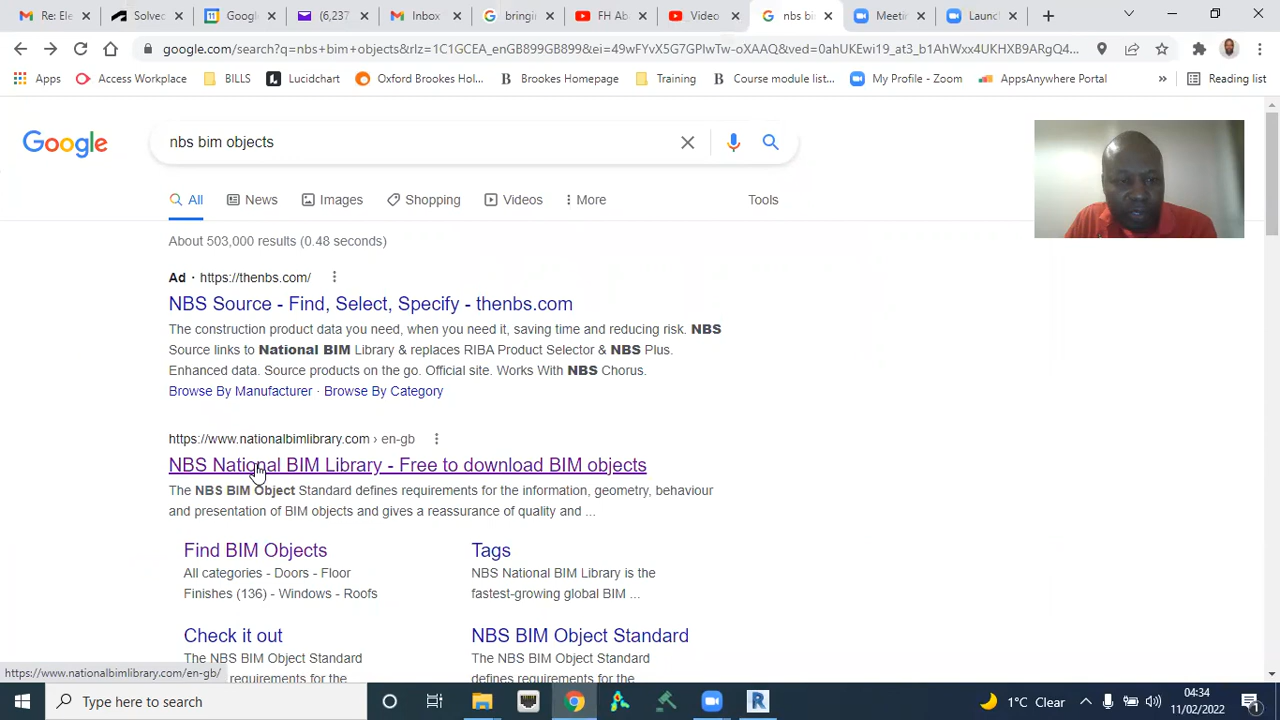 Re: Ele
Solved
Googl
(6,237
Inbox
bringin
FH Ab
Video
nbs bi
Meetin
Launc
google.com/search?q=nbs+bim+objects&rlz=1C1GCEA_enGB899GB899&ei=49wFYvX5G7GPlwTw-oXAAQ&ved=0ahUKEwi19_at3_b1AhWxx4UKHXB9ARgQ4...
Apps
Access Workplace
BILLS
Lucidchart
Oxford Brookes Hol...
Brookes Homepage
Training
Course module list...
My Profile - Zoom
AppsAnywhere Portal
»
Reading list
Google
nbs bim objects
All
News
Images
Shopping
Videos
More
Tools
About 503,000 results (0.48 seconds)
Ad · https://thenbs.com/
NBS Source - Find, Select, Specify - thenbs.com
The construction product data you need, when you need it, saving time and reducing risk. NBS
Source links to National BIM Library & replaces RIBA Product Selector & NBS Plus.
Enhanced data. Source products on the go. Official site. Works With NBS Chorus.
Browse By Manufacturer · Browse By Category
https://www.nationalbimlibrary.com › en-gb
NBS National BIM Library - Free to download BIM objects
The NBS BIM Object Standard defines requirements for the information, geometry, behaviour
and presentation of BIM objects and gives a reassurance of quality and ...
Find BIM Objects
All categories - Doors - Floor
Finishes (136) - Windows - Roofs
Tags
NBS National BIM Library is the
fastest-growing global BIM ...
Check it out
The NBS BIM Object Standard
defines requirements for the
NBS BIM Object Standard
The NBS BIM Object Standard
defines requirements for the
https://www.nationalbimlibrary.com/en-gb/
Type here to search
1°C Clear
04:34
11/02/2022
1